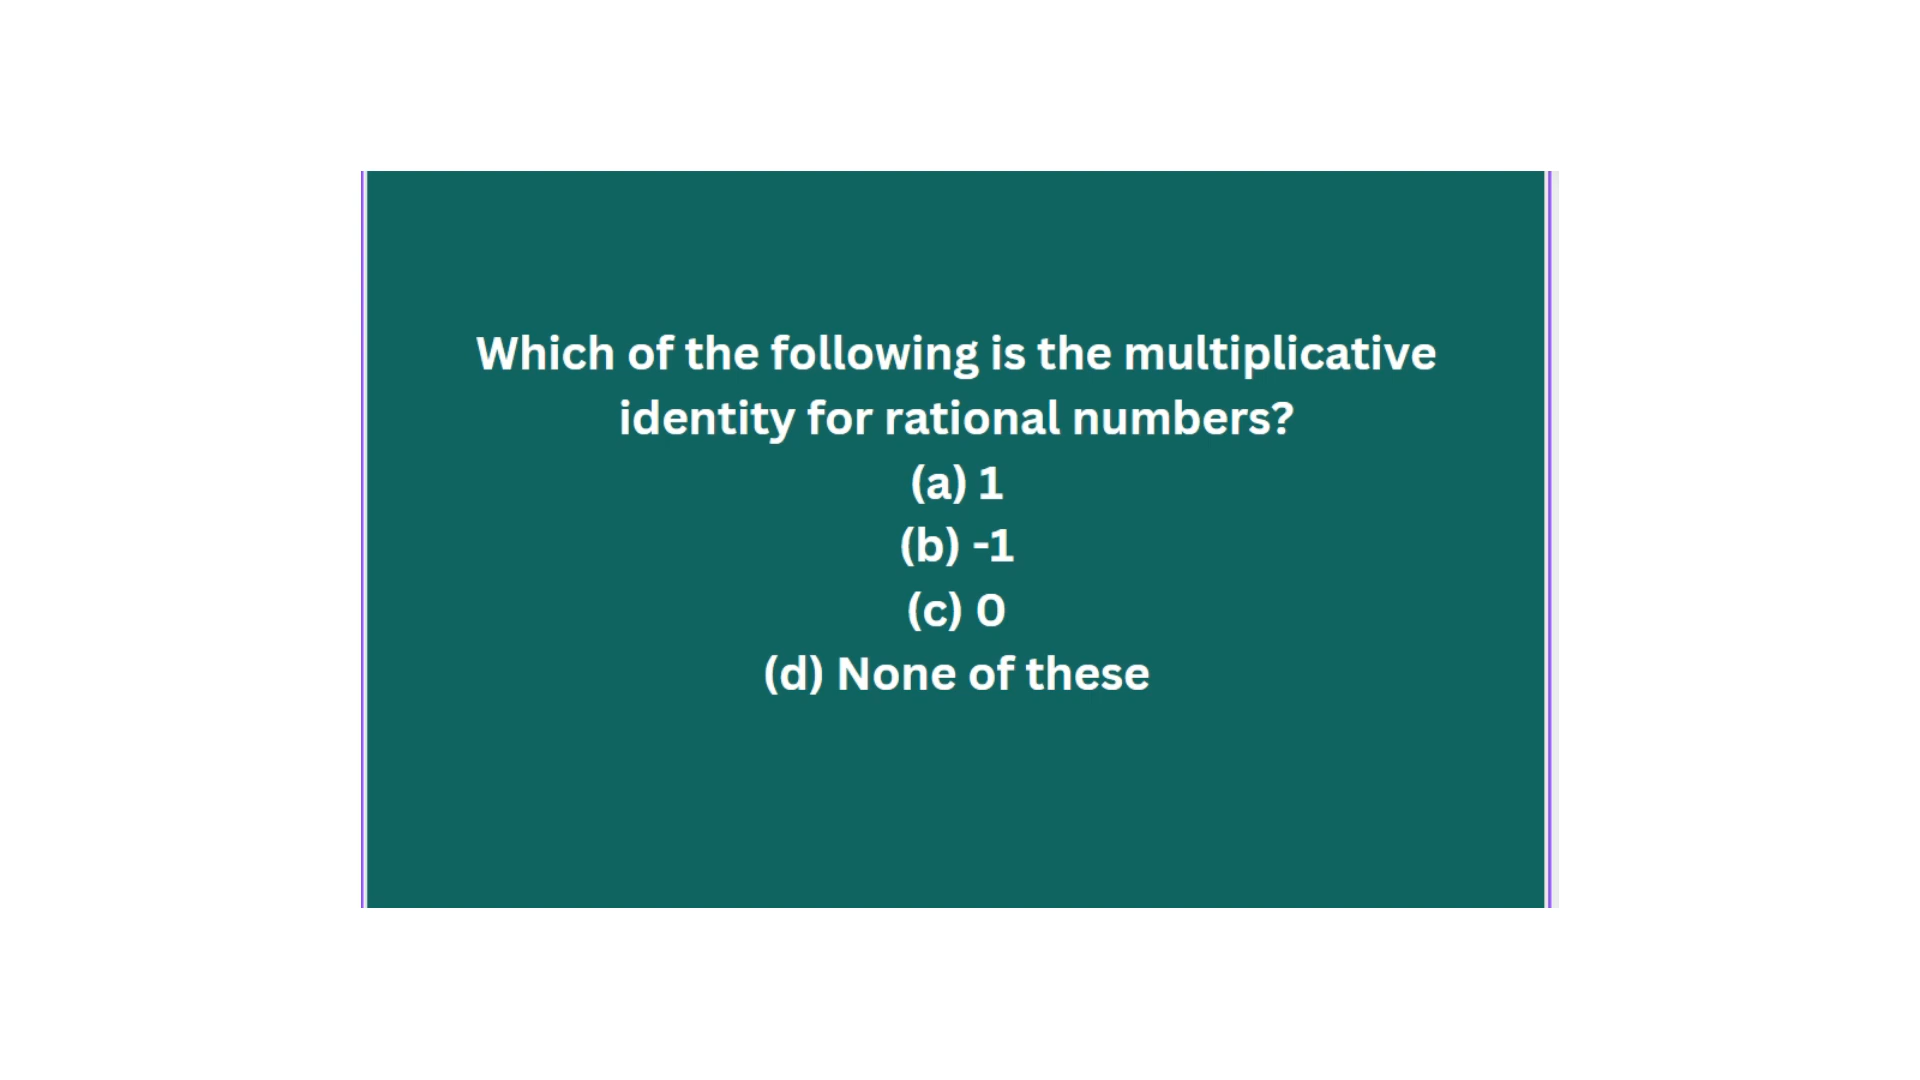 Which of the following is the multiplicative
identity for rational numbers?
(a) 1
(b) -1
(c) 0
(d) None of these